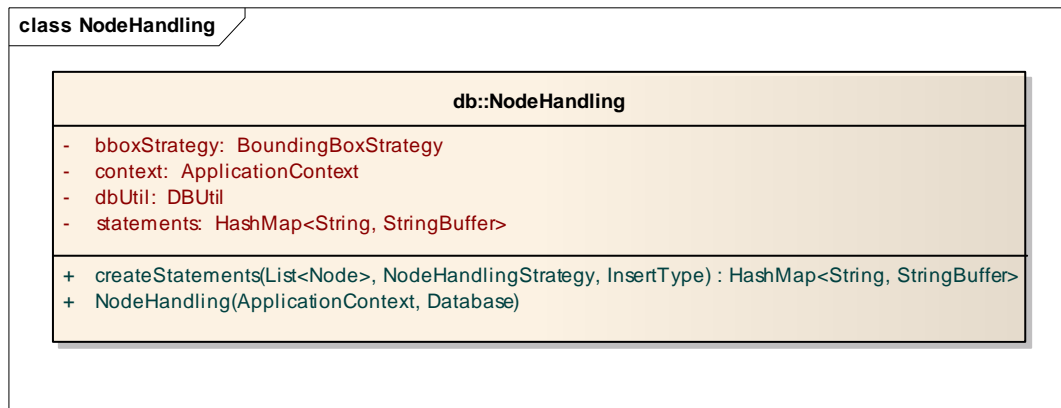 class NodeHandling
db::NodeHandling
- bboxStrategy: BoundingBoxStrategy
- context: ApplicationContext
- dbUtil: DBUtil
- statements: HashMap<String, StringBuffer>
+ createStatements(List<Node>, NodeHandlingStrategy, InsertType) : HashMap<String, StringBuffer>
+ NodeHandling(ApplicationContext, Database)